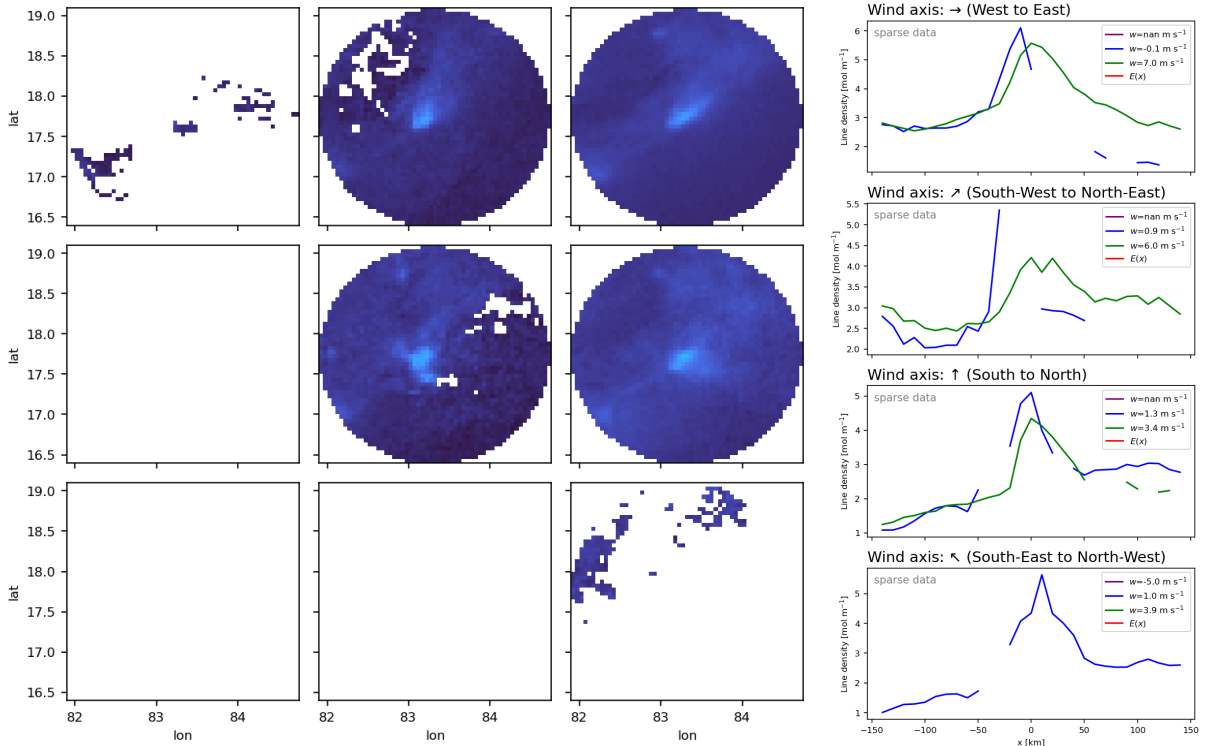 19.0
18.5
18.0
17.5
17.0
16.5
lat
19.0
18.5
18.0
17.5
17.0
16.5
lat
19.0
18.5
18.0
17.5
17.0
16.5
lat
82 83 84
lon
82 83 84
lon
82 83 84
lon
Wind axis: → (West to East)
sparse data
w=nan m s⁻¹
w=-0.1 m s⁻¹
w=7.0 m s⁻¹
E(x)
6
5
4
3
2
Line density [mol m⁻¹]
Wind axis: ↗ (South-West to North-East)
sparse data
w=nan m s⁻¹
w=0.9 m s⁻¹
w=6.0 m s⁻¹
E(x)
5.5
5.0
4.5
4.0
3.5
3.0
2.5
2.0
Line density [mol m⁻¹]
Wind axis: ↑ (South to North)
sparse data
w=nan m s⁻¹
w=1.3 m s⁻¹
w=3.4 m s⁻¹
E(x)
5
4
3
2
1
Line density [mol m⁻¹]
Wind axis: ↖ (South-East to North-West)
sparse data
w=-5.0 m s⁻¹
w=1.0 m s⁻¹
w=3.9 m s⁻¹
E(x)
5
4
3
2
1
Line density [mol m⁻¹]
−150 −100 −50 0 50 100 150
x [km]